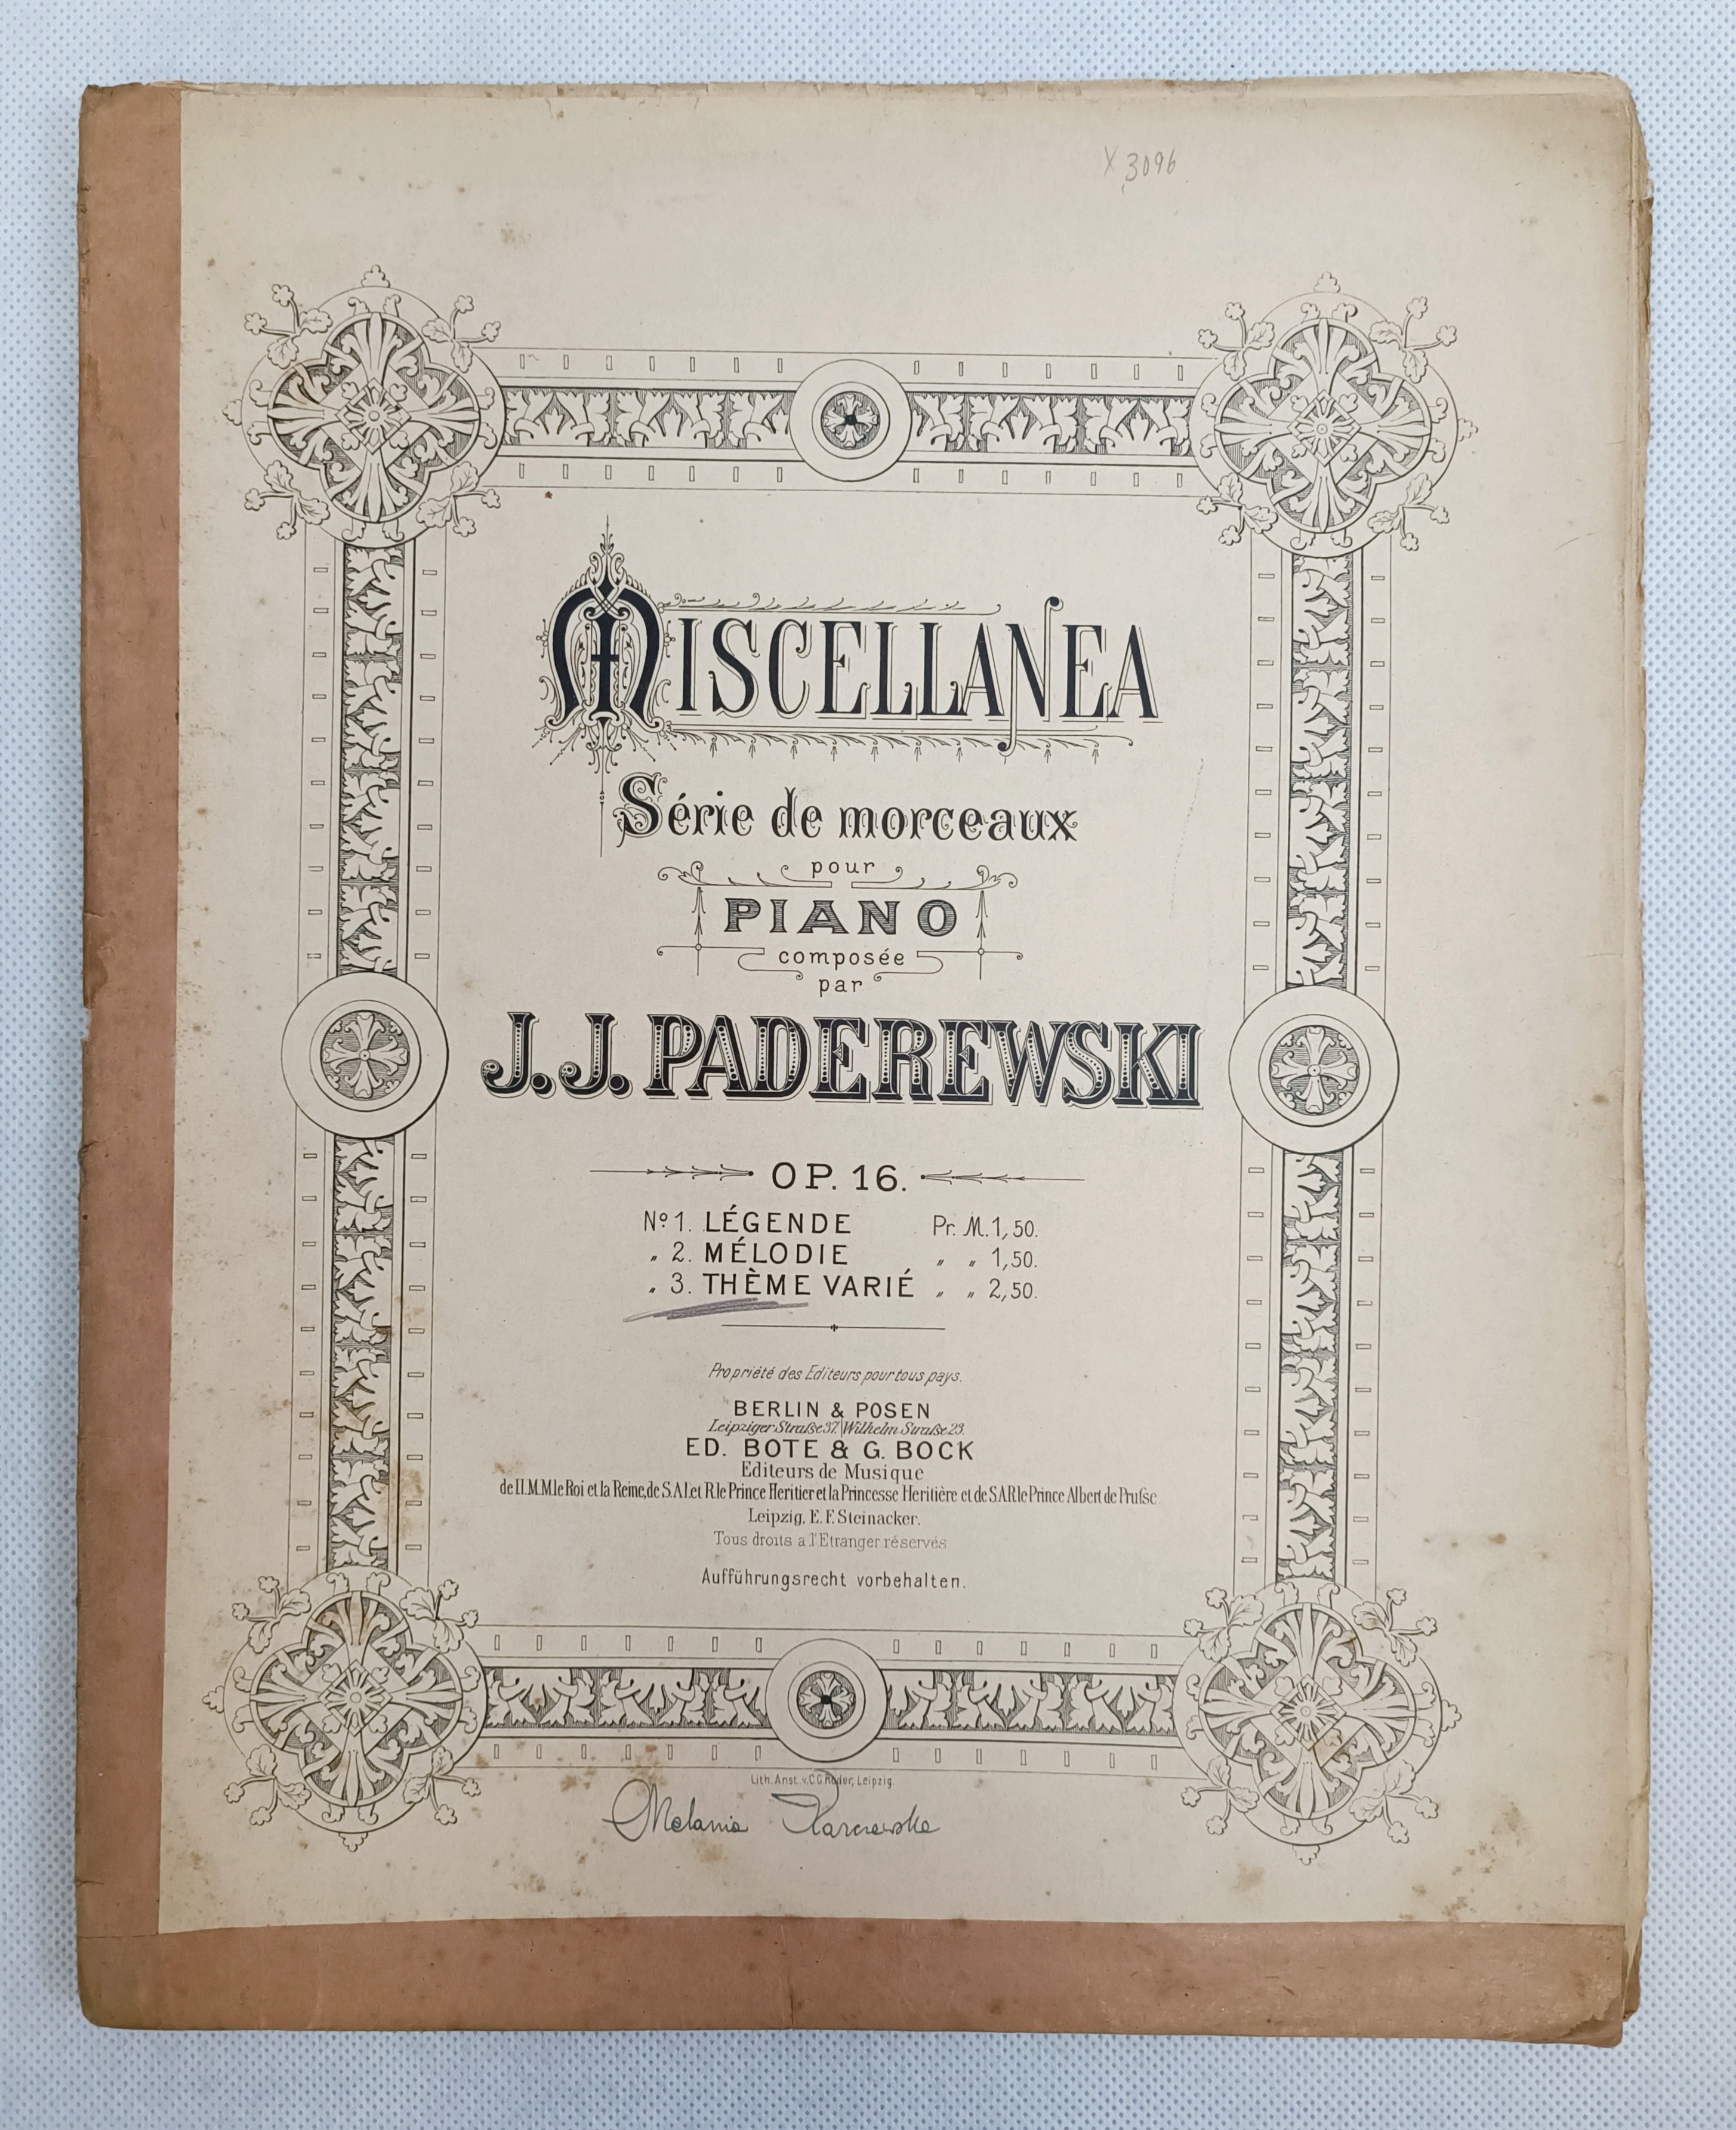 X 3096
MISCELLANEA
Série de morceaux
pour
PIANO
composée
par
J. J. PADEREWSKI
OP. 16.
Nº 1. LÉGENDE Pr. M. 1,50.
„ 2. MÉLODIE „ „ 1,50.
„ 3. THÈME VARIÉ „ „ 2,50.
Propriété des Editeurs pour tous pays.
BERLIN & POSEN
Leipziger Straße 37. | Wilhelm Straße 23.
ED. BOTE & G. BOCK
Editeurs de Musique
de LL.M.M. le Roi et la Reine, de S.A.I. et R. le Prince Heritier et la Princesse Heritière et de S.A.R. le Prince Albert de Prufse.
Leipzig, E. F. Steinacker.
Tous droits a l'Etranger réservés
Aufführungsrecht vorbehalten.
Lith. Anst. v. C. G. Röder, Leipzig.
Melania Karczewska